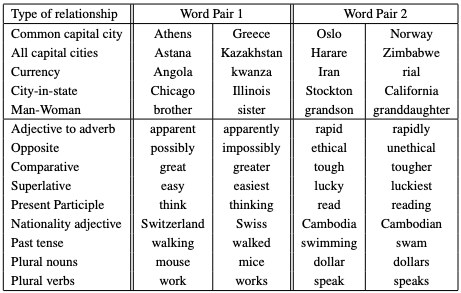 Type of relationship Word Pair 1 Word Pair 2
Common capital city Athens Greece Oslo Norway
All capital cities Astana Kazakhstan Harare Zimbabwe
Currency Angola kwanza Iran rial
City-in-state Chicago Illinois Stockton California
Man-Woman brother sister grandson granddaughter
Adjective to adverb apparent apparently rapid rapidly
Opposite possibly impossibly ethical unethical
Comparative great greater tough tougher
Superlative easy easiest lucky luckiest
Present Participle think thinking read reading
Nationality adjective Switzerland Swiss Cambodia Cambodian
Past tense walking walked swimming swam
Plural nouns mouse mice dollar dollars
Plural verbs work works speak speaks